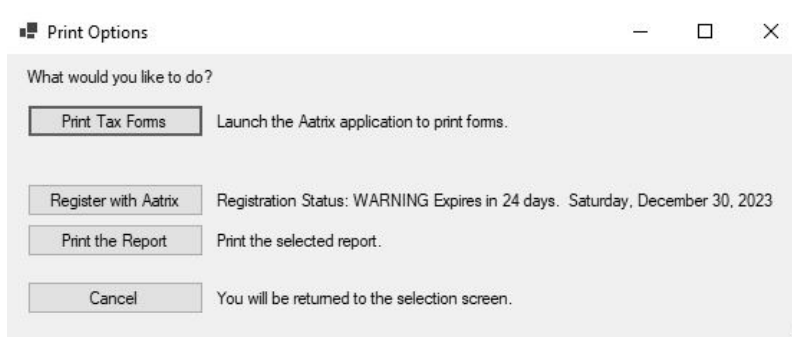 Print Options
What would you like to do?
Print Tax Forms Launch the Aatrix application to print forms.
Register with Aatrix Registration Status: WARNING Expires in 24 days. Saturday, December 30, 2023
Print the Report Print the selected report.
Cancel You will be returned to the selection screen.